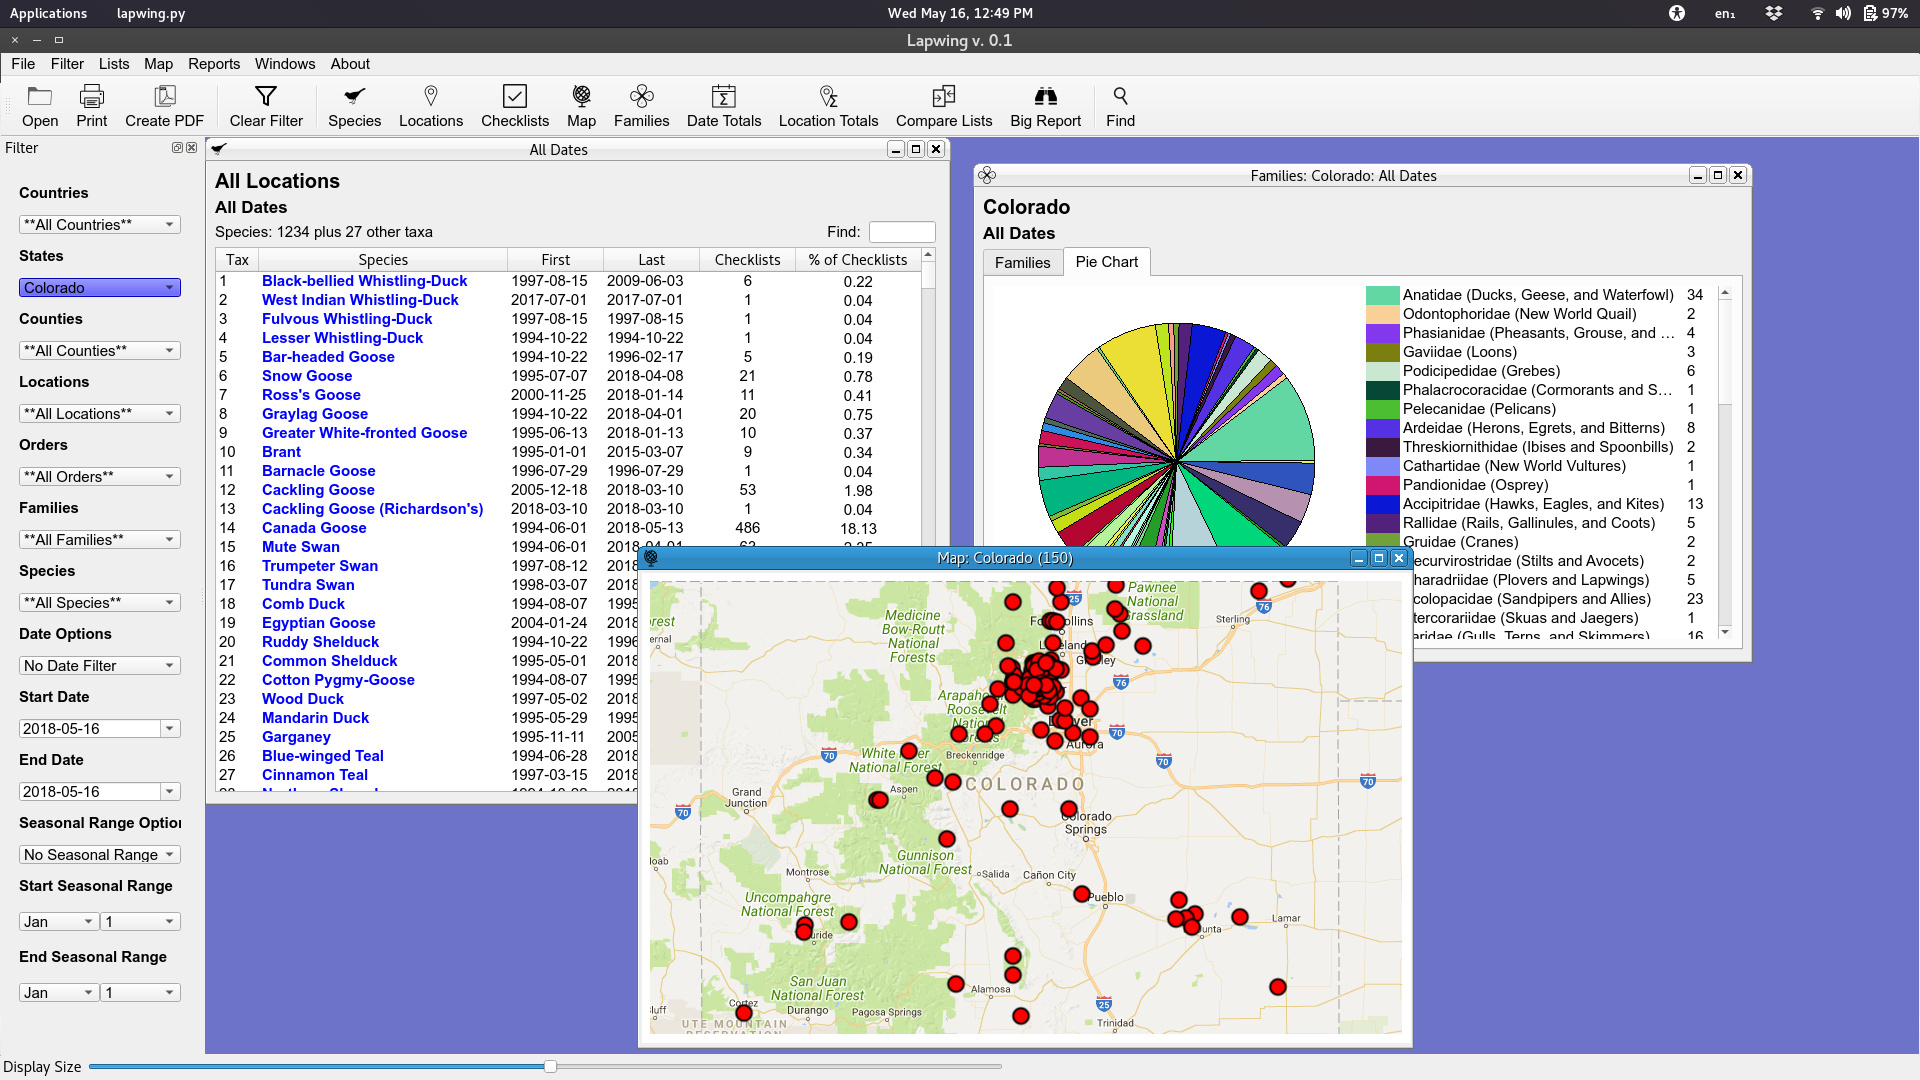 Applications lapwing.py Wed May 16, 12:49 PM en₁ 97%
Lapwing v. 0.1
File Filter Lists Map Reports Windows About
Open Print Create PDF Clear Filter Species Locations Checklists Map Families Date Totals Location Totals Compare Lists Big Report Find
Filter
Countries
**All Countries**
States
Colorado
Counties
**All Counties**
Locations
**All Locations**
Orders
**All Orders**
Families
**All Families**
Species
**All Species**
Date Options
No Date Filter
Start Date
2018-05-16
End Date
2018-05-16
Seasonal Range Option
No Seasonal Range
Start Seasonal Range
Jan 1
End Seasonal Range
Jan 1
Display Size
All Dates
All Locations
All Dates
Species: 1234 plus 27 other taxa Find:
Tax Species First Last Checklists % of Checklists
1 Black-bellied Whistling-Duck 1997-08-15 2009-06-03 6 0.22
2 West Indian Whistling-Duck 2017-07-01 2017-07-01 1 0.04
3 Fulvous Whistling-Duck 1997-08-15 1997-08-15 1 0.04
4 Lesser Whistling-Duck 1994-10-22 1994-10-22 1 0.04
5 Bar-headed Goose 1994-10-22 1996-02-17 5 0.19
6 Snow Goose 1995-07-07 2018-04-08 21 0.78
7 Ross's Goose 2000-11-25 2018-01-14 11 0.41
8 Graylag Goose 1994-10-22 2018-04-01 20 0.75
9 Greater White-fronted Goose 1995-06-13 2018-01-13 10 0.37
10 Brant 1995-01-01 2015-03-07 9 0.34
11 Barnacle Goose 1996-07-29 1996-07-29 1 0.04
12 Cackling Goose 2005-12-18 2018-03-10 53 1.98
13 Cackling Goose (Richardson's) 2018-03-10 2018-03-10 1 0.04
14 Canada Goose 1994-06-01 2018-05-13 486 18.13
15 Mute Swan 1994-06-01 2018-04-01
16 Trumpeter Swan 1997-08-12 2018
17 Tundra Swan 1998-03-07 2018
18 Comb Duck 1994-08-07 1995
19 Egyptian Goose 2004-01-24 2018
20 Ruddy Shelduck 1994-10-22 1996
21 Common Shelduck 1995-05-01 2018
22 Cotton Pygmy-Goose 1994-08-07 1995
23 Wood Duck 1997-05-02 2018
24 Mandarin Duck 1995-05-29 1995
25 Garganey 1995-11-11 2005
26 Blue-winged Teal 1994-06-28 2018
27 Cinnamon Teal 1997-03-15 2018
Families: Colorado: All Dates
Colorado
All Dates
Families Pie Chart
Anatidae (Ducks, Geese, and Waterfowl) 34
Odontophoridae (New World Quail) 2
Phasianidae (Pheasants, Grouse, and ... 4
Gaviidae (Loons) 3
Podicipedidae (Grebes) 6
Phalacrocoracidae (Cormorants and S... 1
Pelecanidae (Pelicans) 1
Ardeidae (Herons, Egrets, and Bitterns) 8
Threskiornithidae (Ibises and Spoonbills) 2
Cathartidae (New World Vultures) 1
Pandionidae (Osprey) 1
Accipitridae (Hawks, Eagles, and Kites) 13
Rallidae (Rails, Gallinules, and Coots) 5
Gruidae (Cranes) 2
ecurvirostridae (Stilts and Avocets) 2
haradriidae (Plovers and Lapwings) 5
colopacidae (Sandpipers and Allies) 23
tercorariidae (Skuas and Jaegers) 1
aridae (Gulls, Terns, and Skimmers) 16
Map: Colorado (150)
Pawnee
National
Grassland
25
76
Sterling
Medicine
Bow-Routt
National
Forests
rest
ernal
76
70
Aurora
White River
National Forest
Breckenridge
70
70
70
Aspen
COLORADO
Grand
Junction
70
Colorado
Springs
Gunnison
National Forest
oab
Montrose
Salida
Cañon City
Uncompahgre
National Forest
Pueblo
Lamar
uride
unta
San Juan
National Forest
Alamosa
25
Cortez
Durango
Pagosa Springs
Trinidad
luff
UTE MOUNTAIN
RESERVATION